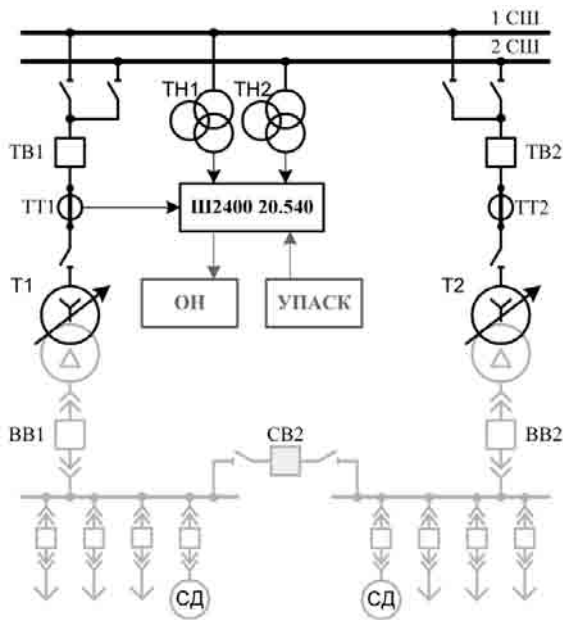 1 СШ
2 СШ
ТН1
ТН2
ТВ1
ТВ2
ТТ1
Ш2400 20.540
ТТ2
Т1
ОН
УПАСК
Т2
ВВ1
СВ2
ВВ2
СД
СД